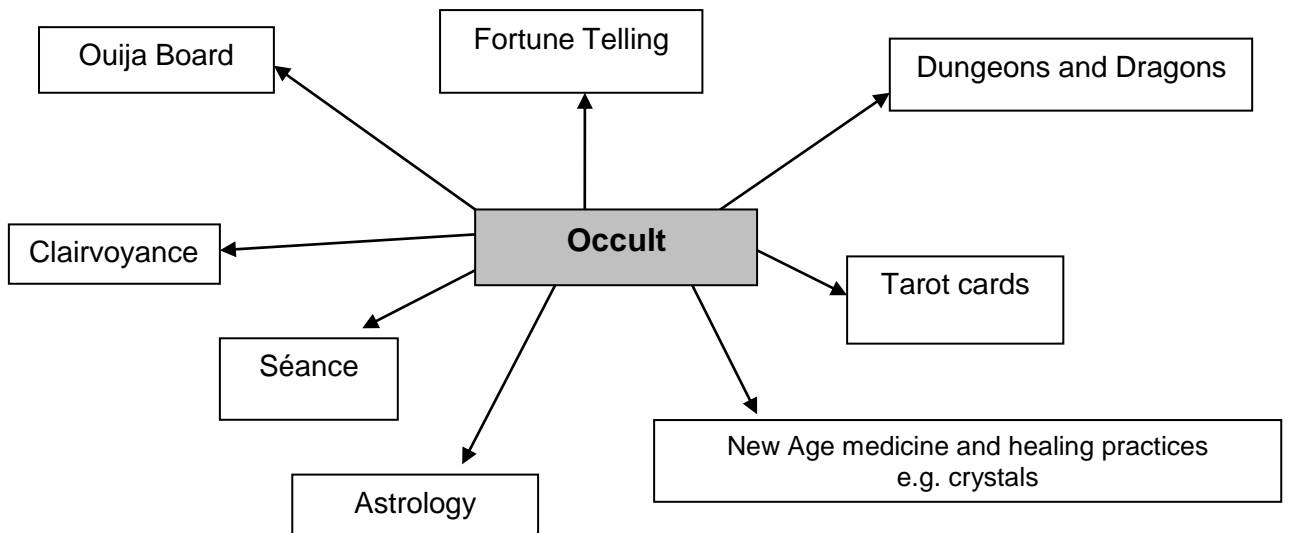 Fortune Telling
Ouija Board
Dungeons and Dragons
Occult
Clairvoyance
Tarot cards
Séance
New Age medicine and healing practices
e.g. crystals
Astrology